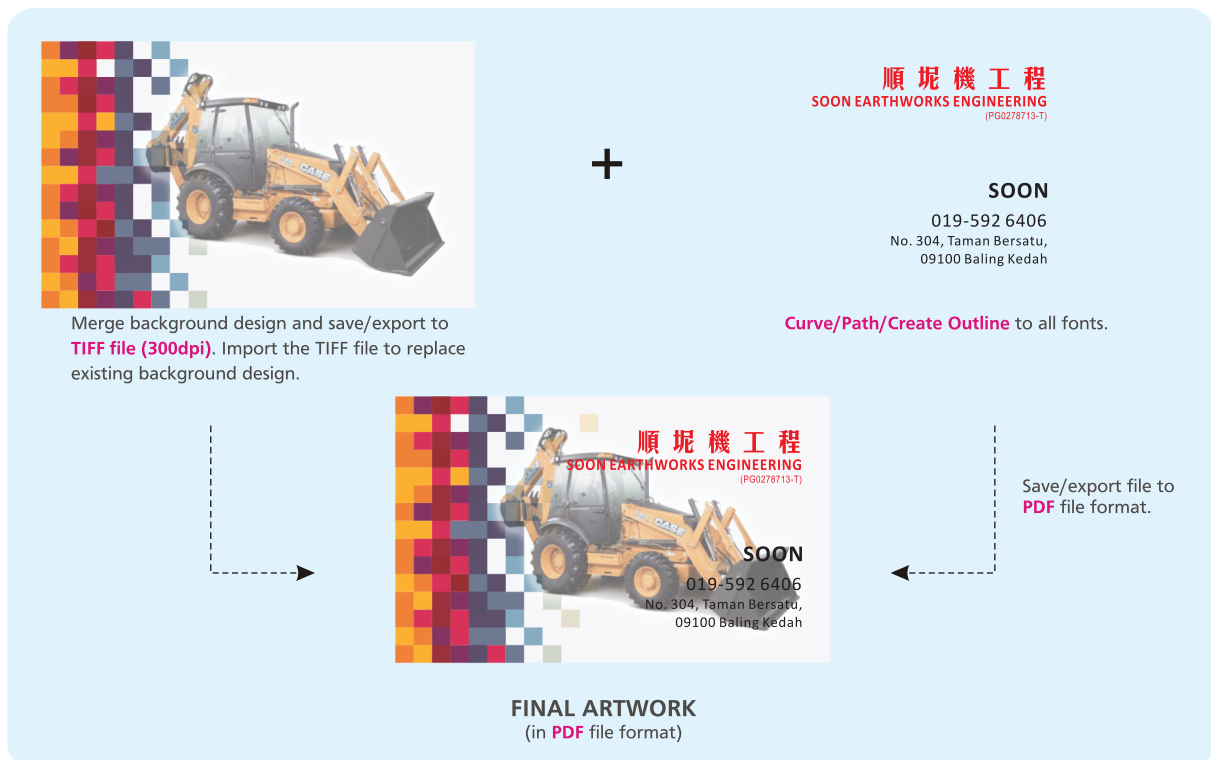 CASE
順坭機工程
SOON EARTHWORKS ENGINEERING
(PG0278713-T)
+
SOON
019-592 6406
No. 304, Taman Bersatu,
09100 Baling Kedah
Merge background design and save/export to
TIFF file (300dpi). Import the TIFF file to replace
existing background design.
Curve/Path/Create Outline to all fonts.
順坭機工程
SOON EARTHWORKS ENGINEERING
(PG0278713-T)
CASE
SOON
019-592 6406
No. 304, Taman Bersatu,
09100 Baling Kedah
Save/export file to
PDF file format.
FINAL ARTWORK
(in PDF file format)